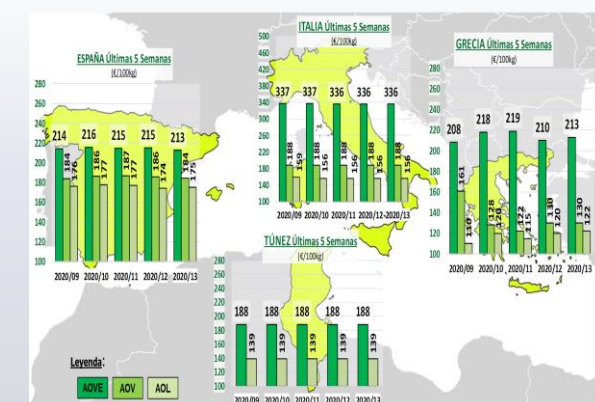 ESPAÑA Últimas 5 Semanas
(€/100kg)
280
260
240
220
200
180
160
140
120
100
214 184 176
216 186 177
215 187 177
215 186 174
213 184 175
2020/09 2020/10 2020/11 2020/12 2020/13
ITALIA Últimas 5 Semanas
(€/100kg)
500
460
420
380
340
300
260
220
180
140
100
337 188 159
337 188 156
336 188 156
336 188 156
336 188 156
2020/09 2020/10 2020/11 2020/12 2020/13
GRECIA Últimas 5 Semanas
(€/100kg)
280
260
240
220
200
180
160
140
120
100
208 161 110
218 128 120
219 122 115
210 130 120
213 130 122
2020/09 2020/10 2020/11 2020/12 2020/13
TÚNEZ Últimas 5 Semanas
(€/100kg)
280
260
240
220
200
180
160
140
120
100
188 139
188 139
188 139
188 139
188 139
2020/09 2020/10 2020/11 2020/12 2020/13
Leyenda:
AOVE AOV AOL